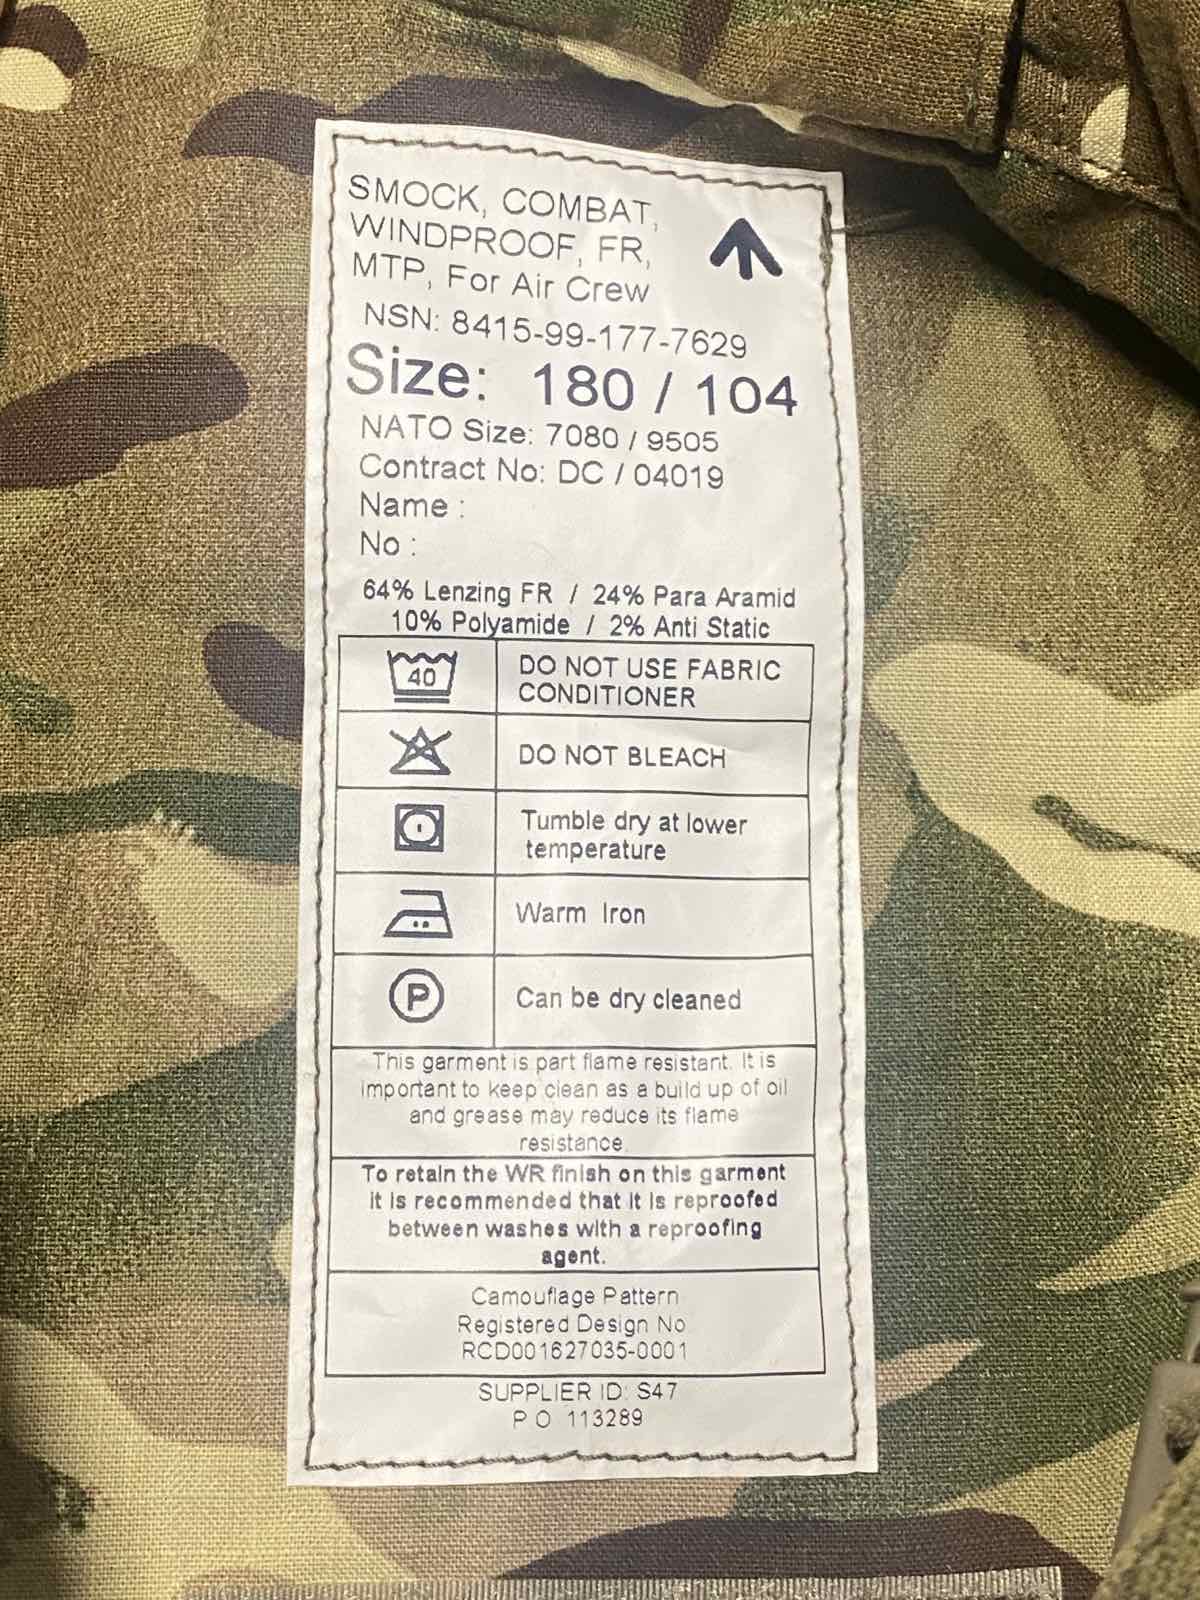 SMOCK, COMBAT,
WINDPROOF, FR,
MTP, For Air Crew
NSN: 8415-99-177-7629
Size: 180 / 104
NATO Size: 7080 / 9505
Contract No: DC / 04019
Name :
No :
64% Lenzing FR / 24% Para Aramid
10% Polyamide / 2% Anti Static
40
DO NOT USE FABRIC
CONDITIONER
DO NOT BLEACH
Tumble dry at lower
temperature
Warm Iron
P
Can be dry cleaned
This garment is part flame resistant. It is
important to keep clean as a build up of oil
and grease may reduce its flame
resistance.
To retain the WR finish on this garment
it is recommended that it is reproofed
between washes with a reproofing
agent.
Camouflage Pattern
Registered Design No
RCD001627035-0001
SUPPLIER ID: S47
P O 113289